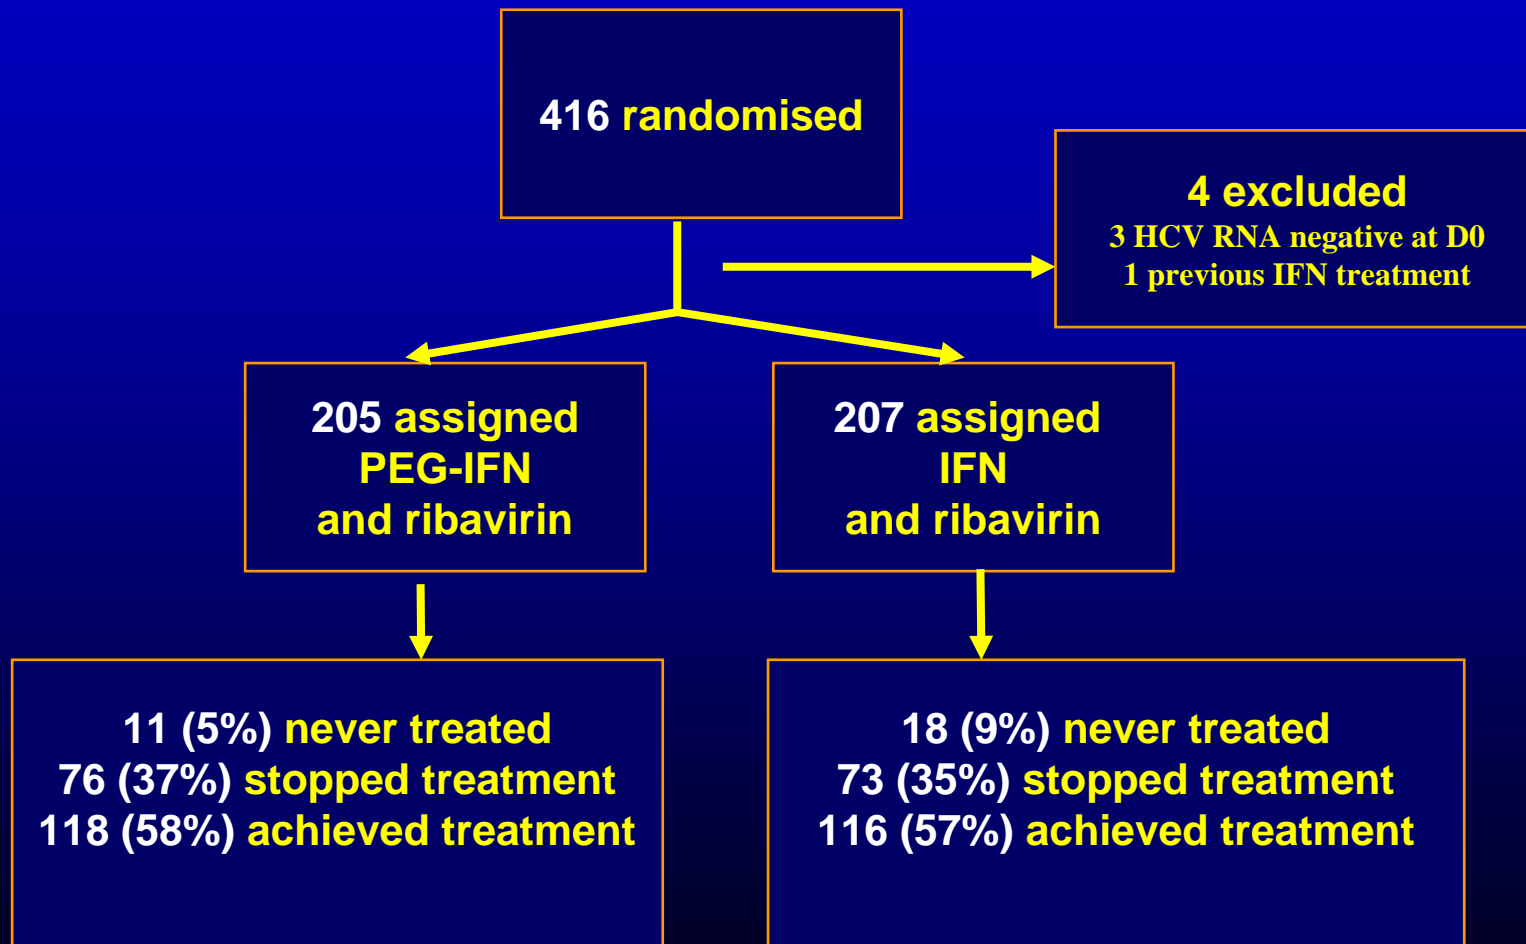 416 randomised
4 excluded
3 HCV RNA negative at D0
1 previous IFN treatment
205 assigned
PEG-IFN
and ribavirin
207 assigned
IFN
and ribavirin
11 (5%) never treated
76 (37%) stopped treatment
118 (58%) achieved treatment
18 (9%) never treated
73 (35%) stopped treatment
116 (57%) achieved treatment